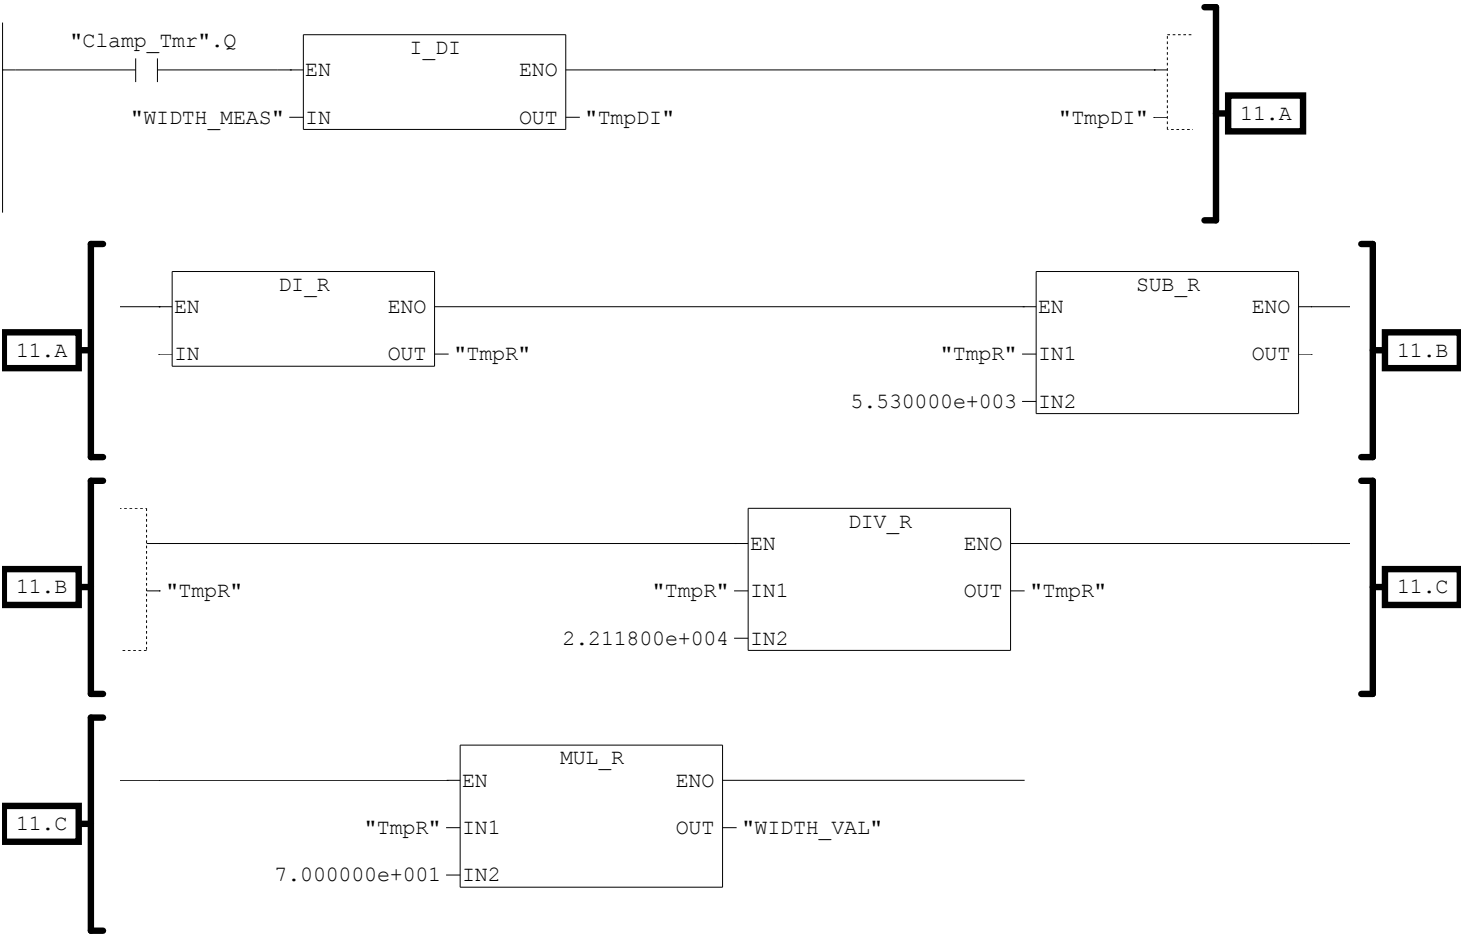 "Clamp_Tmr".Q
I_DI
EN ENO
"WIDTH_MEAS" IN OUT "TmpDI" "TmpDI" 11.A
DI_R SUB_R
EN ENO EN ENO
11.A IN OUT "TmpR" "TmpR" IN1 OUT 11.B
5.530000e+003 IN2
DIV_R
EN ENO
11.B "TmpR" "TmpR" IN1 OUT "TmpR" 11.C
2.211800e+004 IN2
MUL_R
EN ENO
11.C "TmpR" IN1 OUT "WIDTH_VAL"
7.000000e+001 IN2